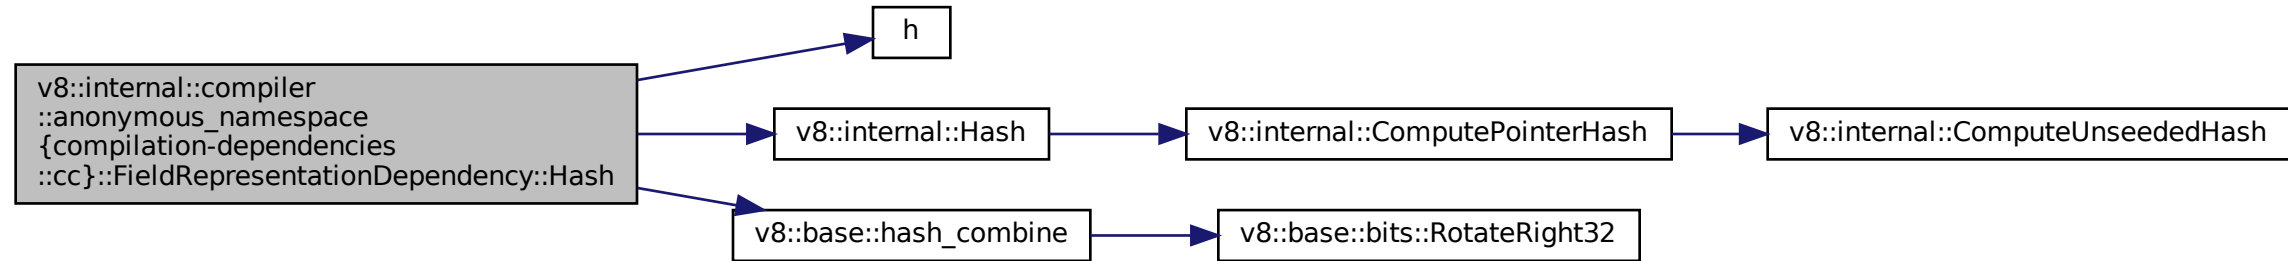 h
v8::internal::compiler
::anonymous_namespace
{compilation-dependencies
::cc}::FieldRepresentationDependency::Hash
v8::internal::Hash
v8::internal::ComputePointerHash
v8::internal::ComputeUnseededHash
v8::base::hash_combine
v8::base::bits::RotateRight32